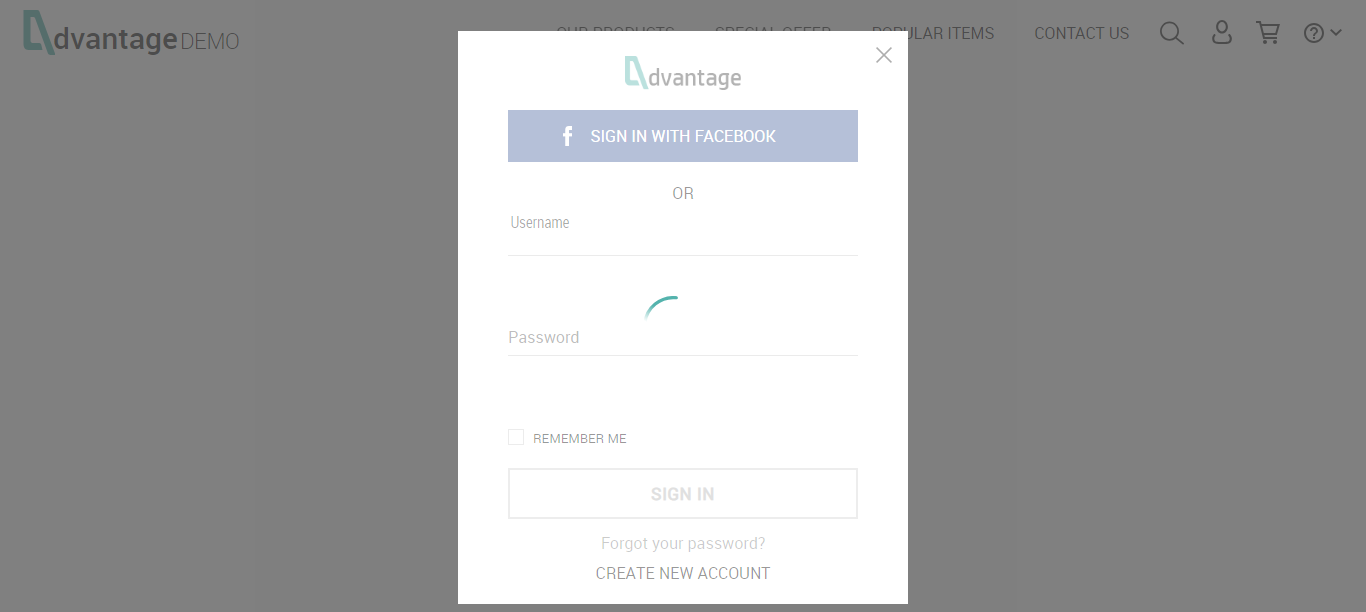 dvantage DEMO
OUR PRODUCTS SPECIAL OFFER POPULAR ITEMS CONTACT US
dvantage
SIGN IN WITH FACEBOOK
OR
Username
Password
REMEMBER ME
SIGN IN
Forgot your password?
CREATE NEW ACCOUNT